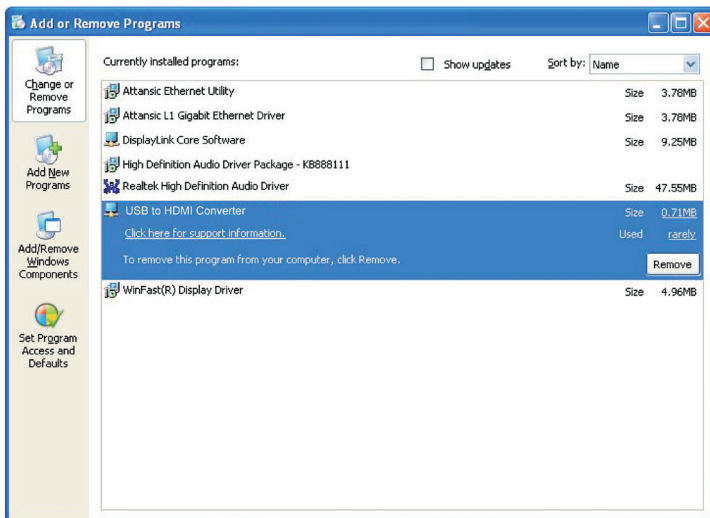 Add or Remove Programs
Change or
Remove
Programs
Add New
Programs
Add/Remove
Windows
Components
Set Program
Access and
Defaults
Currently installed programs:
Show updates
Sort by: Name
Attansic Ethernet Utility Size 3.78MB
Attansic L1 Gigabit Ethernet Driver Size 3.78MB
DisplayLink Core Software Size 9.25MB
High Definition Audio Driver Package - KB888111
Realtek High Definition Audio Driver Size 47.55MB
USB to HDMI Converter Size 0.71MB
Click here for support information. Used rarely
To remove this program from your computer, click Remove. Remove
WinFast(R) Display Driver Size 4.96MB